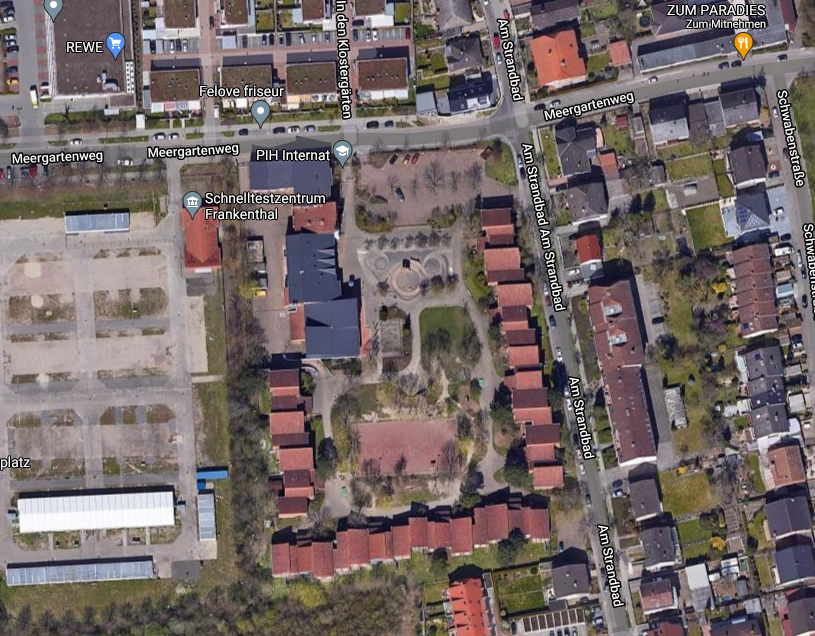 ZUM PARADIES
Zum Mitnehmen
REWE
In den Klostergärten
Am Strandbad
Felove friseur
Meergartenweg
Meergartenweg
Meergartenweg
PIH Internat
Schwabenstraße
Schnelltestzentrum
Frankenthal
Am Strandbad
Am Strandbad
Am Strandbad
platz
Am Strandbad